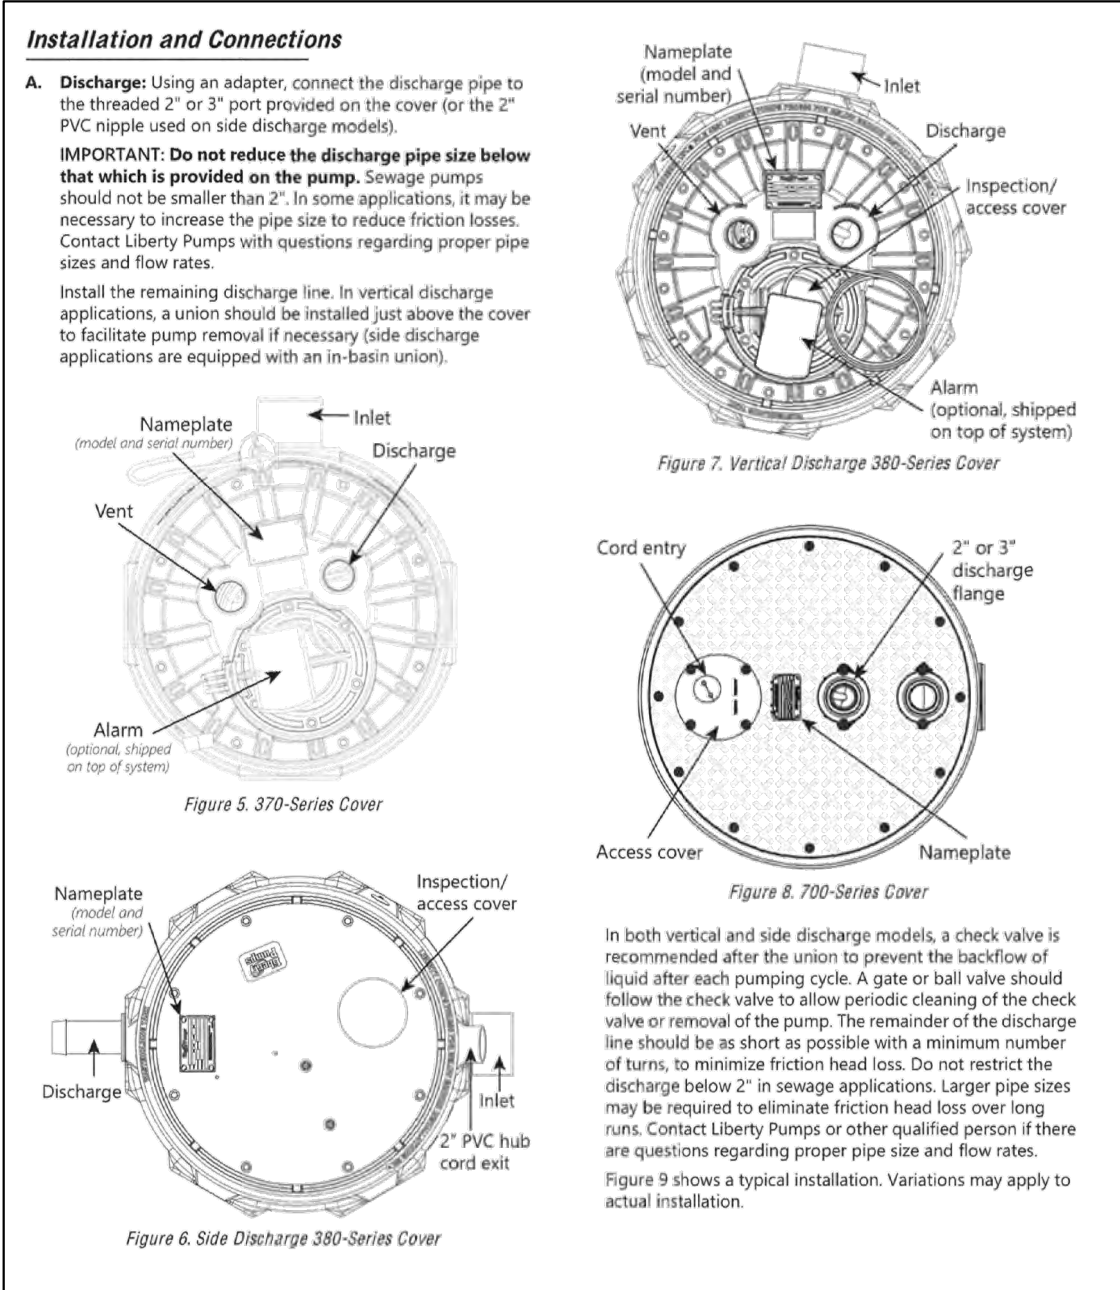 Installation and Connections
A. Discharge: Using an adapter, connect the discharge pipe to
the threaded 2" or 3" port provided on the cover (or the 2"
PVC nipple used on side discharge models).
IMPORTANT: Do not reduce the discharge pipe size below
that which is provided on the pump. Sewage pumps
should not be smaller than 2". In some applications, it may be
necessary to increase the pipe size to reduce friction losses.
Contact Liberty Pumps with questions regarding proper pipe
sizes and flow rates.
Install the remaining discharge line. In vertical discharge
applications, a union should be installed just above the cover
to facilitate pump removal if necessary (side discharge
applications are equipped with an in-basin union).
Inlet
Nameplate
(model and serial number)
Discharge
Vent
Alarm
(optional, shipped
on top of system)
Figure 5. 370-Series Cover
Nameplate
(model and
serial number)
Inspection/
access cover
Liberty
Pumps
Discharge
Inlet
2" PVC hub
cord exit
Figure 6. Side Discharge 380-Series Cover
Nameplate
(model and
serial number)
Inlet
Vent
Discharge
Inspection/
access cover
Alarm
(optional, shipped
on top of system)
Figure 7. Vertical Discharge 380-Series Cover
Cord entry
2" or 3"
discharge
flange
Access cover
Nameplate
Figure 8. 700-Series Cover
In both vertical and side discharge models, a check valve is
recommended after the union to prevent the backflow of
liquid after each pumping cycle. A gate or ball valve should
follow the check valve to allow periodic cleaning of the check
valve or removal of the pump. The remainder of the discharge
line should be as short as possible with a minimum number
of turns, to minimize friction head loss. Do not restrict the
discharge below 2" in sewage applications. Larger pipe sizes
may be required to eliminate friction head loss over long
runs. Contact Liberty Pumps or other qualified person if there
are questions regarding proper pipe size and flow rates.
Figure 9 shows a typical installation. Variations may apply to
actual installation.